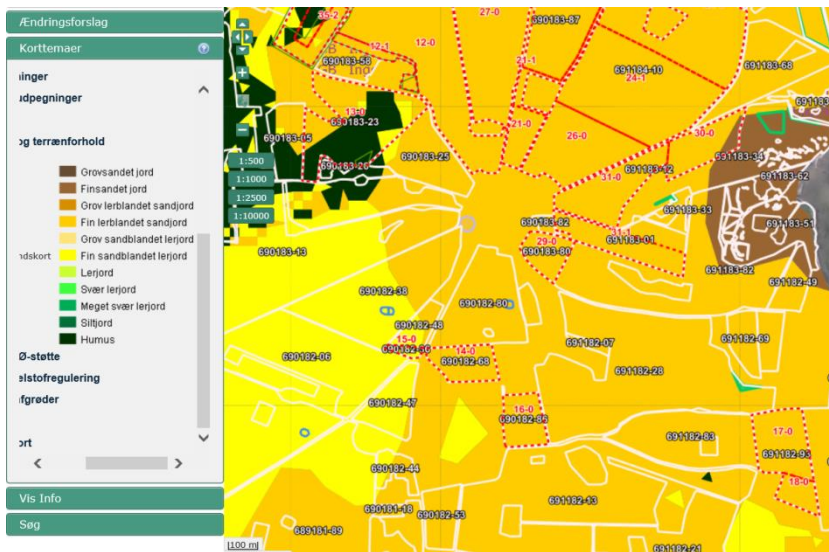 Ændringsforslag
Korttemaer
?
ninger
udpegninger
og terrænforhold
Grovsandet jord
Finsandet jord
Grov lerblandet sandjord
Fin lerblandet sandjord
Grov sandblandet lerjord
ndskort
Fin sandblandet lerjord
Lerjord
Svær lerjord
Meget svær lerjord
Siltjord
Humus
Ø-støtte
elstofregulering
afgrøder
ort
Vis Info
Søg
1:500
1:1000
1:2500
1:10000
35-2
27-0
690183-87
12-1
12-0
690183-58
21-1
691184-10
24-1
691183-68
13-0
690183-23
21-0
26-0
30-0
690183-05
690183-25
691183-34
31-0
691183-12
691183-62
691183-33
690183-82
31-1
691183-51
29-0
691183-01
690183-80
690183-13
691183-82
691182-49
690182-38
690182-80
690182-48
15-0
14-0
690182-06
690182-68
691182-07
691182-69
691182-28
690182-47
16-0
690182-85
17-0
691182-83
691182-93
690182-44
18-0
691182-13
690181-18
690182-53
689181-89
691182-21
100 m